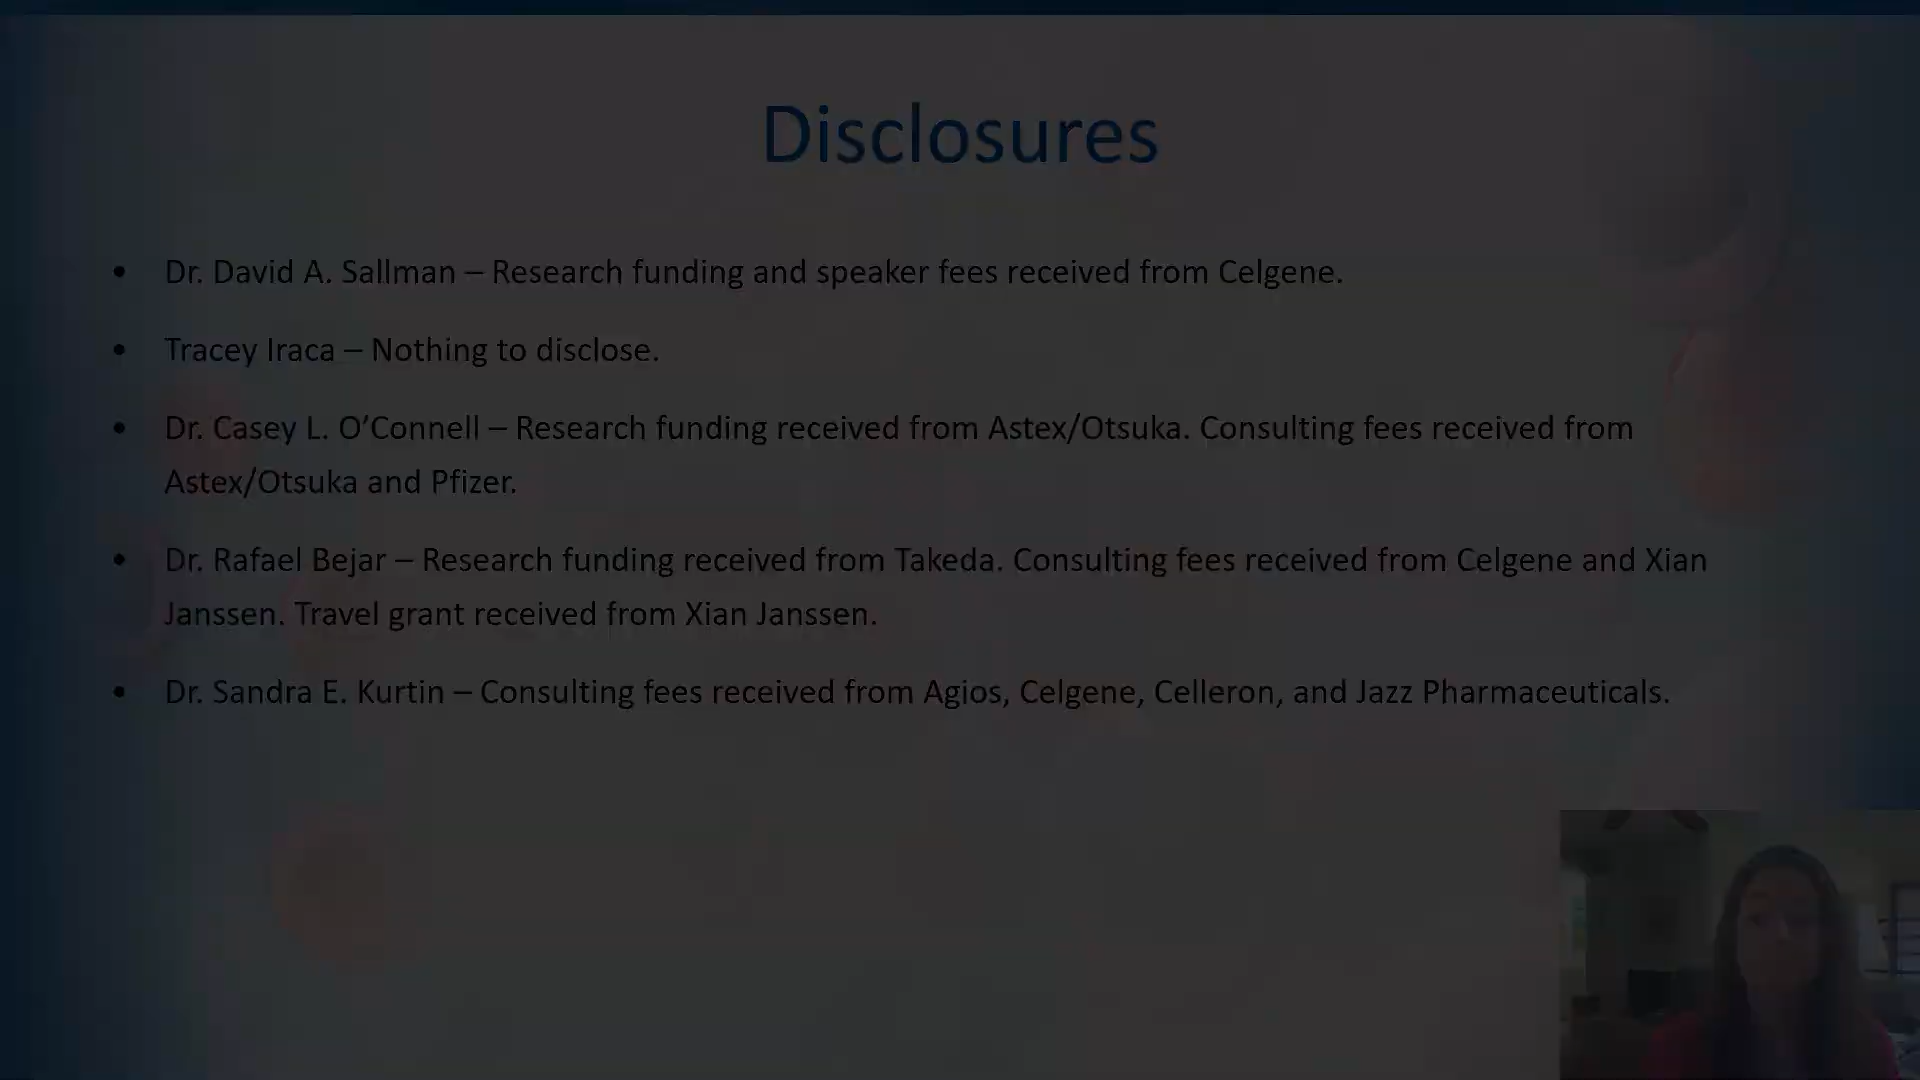 Disclosures
• Dr. David A. Sallman – Research funding and speaker fees received from Celgene.
• Tracey Iraca – Nothing to disclose.
• Dr. Casey L. O’Connell – Research funding received from Astex/Otsuka. Consulting fees received from
Astex/Otsuka and Pfizer.
• Dr. Rafael Bejar – Research funding received from Takeda. Consulting fees received from Celgene and Xian
Janssen. Travel grant received from Xian Janssen.
• Dr. Sandra E. Kurtin – Consulting fees received from Agios, Celgene, Celleron, and Jazz Pharmaceuticals.